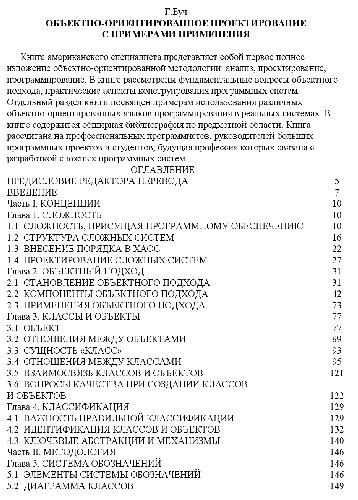 Г.Буч
ОБЪЕКТНО-ОРИЕНТИРОВАННОЕ ПРОЕКТИРОВАНИЕ
С ПРИМЕРАМИ ПРИМЕНЕНИЯ
Книга американского специалиста представляет собой первое полное
изложение объектно-ориентированной методологии: анализ, проектирование,
программирование. В книге рассмотрены фундаментальные вопросы объектного
подхода, практические аспекты конструирования программных систем.
Отдельный раздел книги посвящен примерам использования различных
объектно-ориентированных языков программирования в реальных системах. В
книге содержится обширная библиография по предметной области. Книга
рассчитана на профессиональных программистов, руководителей больших
программных проектов и студентов, будущая профессия которых связана с
разработкой сложных программных систем.
ОГЛАВЛЕНИЕ
ПРЕДИСЛОВИЕ РЕДАКТОРА ПЕРЕВОДА 5
ВВЕДЕНИЕ 7
Часть I. КОНЦЕПЦИИ 10
Глава 1. СЛОЖНОСТЬ 10
1.1 СЛОЖНОСТЬ, ПРИСУЩАЯ ПРОГРАММНОМУ ОБЕСПЕЧЕНИЮ 10
1.2 СТРУКТУРА СЛОЖНЫХ СИСТЕМ 16
1.3 ВНЕСЕНИЕ ПОРЯДКА В ХАОС 22
1.4 ПРОЕКТИРОВАНИЕ СЛОЖНЫХ СИСТЕМ 27
Глава 2. ОБЪЕКТНЫЙ ПОДХОД 31
2.1 СТАНОВЛЕНИЕ ОБЪЕКТНОГО ПОДХОДА 31
2.2 КОМПОНЕНТЫ ОБЪЕКТНОГО ПОДХОДА 42
2.3 ПРИМЕНЕНИЯ ОБЪЕКТНОГО ПОДХОДА 73
Глава 3. КЛАССЫ И ОБЪЕКТЫ 77
3.1 ОБЪЕКТ 77
3.2 ОТНОШЕНИЯ МЕЖДУ ОБЪЕКТАМИ 89
3.3 СУЩНОСТЬ «КЛАСС» 93
3.4 ОТНОШЕНИЯ МЕЖДУ КЛАССАМИ 95
3.5 ВЗАИМОСВЯЗЬ КЛАССОВ И ОБЪЕКТОВ 121
3.6 ВОПРОСЫ КАЧЕСТВА ПРИ СОЗДАНИИ КЛАССОВ
И ОБЪЕКТОВ 122
Глава 4. КЛАССИФИКАЦИЯ 129
4.1 ВАЖНОСТЬ ПРАВИЛЬНОЙ КЛАССИФИКАЦИИ 129
4.2 ИДЕНТИФИКАЦИЯ КЛАССОВ И ОБЪЕКТОВ 132
4.3 КЛЮЧЕВЫЕ АБСТРАКЦИИ И МЕХАНИЗМЫ 140
Часть II. МЕТОДОЛОГИЯ 146
Глава 5. СИСТЕМА ОБОЗНАЧЕНИЙ 146
5.1 ЭЛЕМЕНТЫ СИСТЕМЫ ОБОЗНАЧЕНИЙ 146
5.2 ДИАГРАММА КЛАССОВ 149